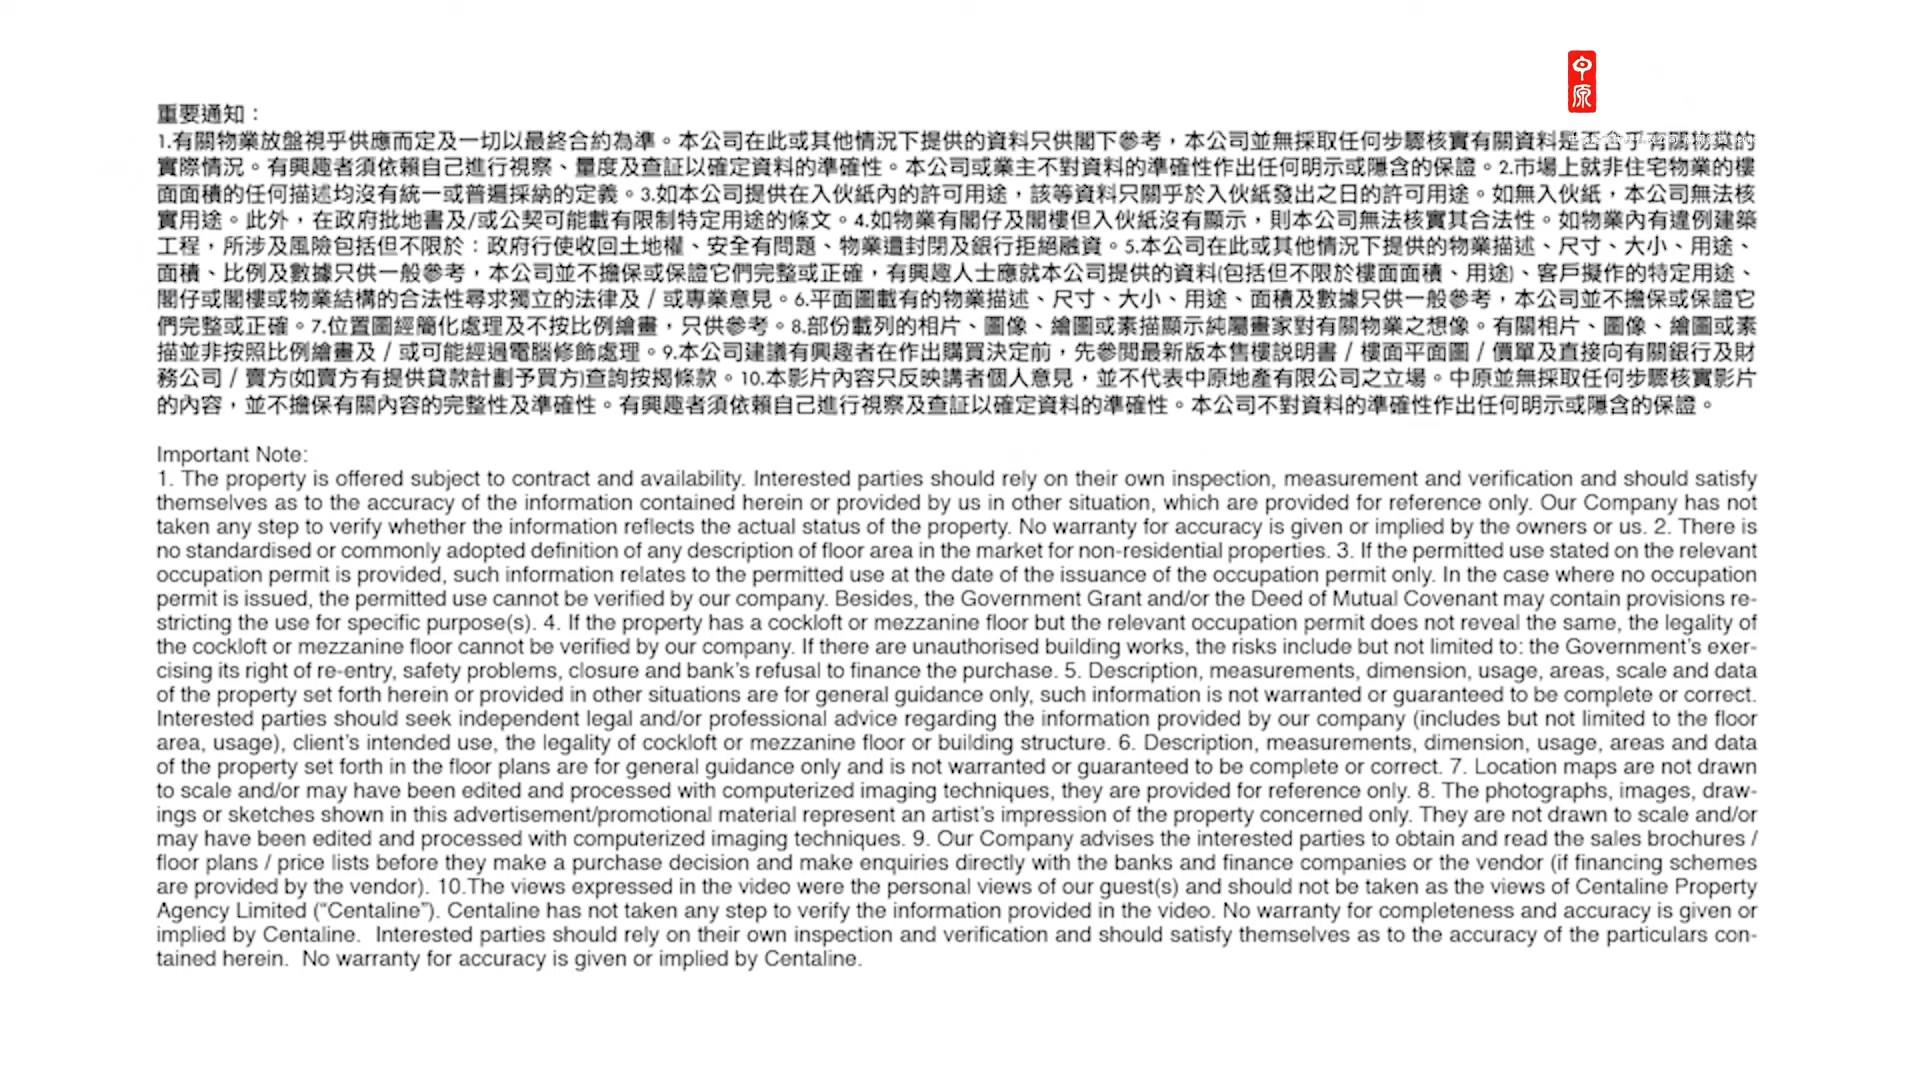 中原
重要通知：
1.有關物業放盤視乎供應而定及一切以最終合約為準。本公司在此或其他情況下提供的資料只供閣下參考，本公司並無採取任何步驟核實有關資料是否合乎有關物業的
實際情況。有興趣者須依賴自己進行視察、量度及查証以確定資料的準確性。本公司或業主不對資料的準確性作出任何明示或隱含的保證。2.市場上就非住宅物業的樓
面面積的任何描述均沒有統一或普遍採納的定義。3.如本公司提供在入伙紙內的許可用途，該等資料只關乎於入伙紙發出之日的許可用途。如無入伙紙，本公司無法核
實用途。此外，在政府批地書及/或公契可能載有限制特定用途的條文。4.如物業有閣仔及閣樓但入伙紙沒有顯示，則本公司無法核實其合法性。如物業內有違例建築
工程，所涉及風險包括但不限於：政府行使收回土地權、安全有問題、物業遭封閉及銀行拒絕融資。5.本公司在此或其他情況下提供的物業描述、尺寸、大小、用途、
面積、比例及數據只供一般參考，本公司並不擔保或保證它們完整或正確，有興趣人士應就本公司提供的資料(包括但不限於樓面面積、用途)、客戶擬作的特定用途、
閣仔或閣樓或物業結構的合法性尋求獨立的法律及 / 或專業意見。6.平面圖載有的物業描述、尺寸、大小、用途、面積及數據只供一般參考，本公司並不擔保或保證它
們完整或正確。7.位置圖經簡化處理及不按比例繪畫，只供參考。8.部份載列的相片、圖像、繪圖或素描顯示純屬畫家對有關物業之想像。有關相片、圖像、繪圖或素
描並非按照比例繪畫及 / 或可能經過電腦修飾處理。9.本公司建議有興趣者在作出購買決定前，先參閱最新版本售樓說明書 / 樓面平面圖 / 價單及直接向有關銀行及財
務公司 / 賣方(如賣方有提供貸款計劃予買方)查詢按揭條款。10.本影片內容只反映講者個人意見，並不代表中原地產有限公司之立場。中原並無採取任何步驟核實影片
的內容，並不擔保有關內容的完整性及準確性。有興趣者須依賴自己進行視察及查証以確定資料的準確性。本公司不對資料的準確性作出任何明示或隱含的保證。
Important Note:
1. The property is offered subject to contract and availability. Interested parties should rely on their own inspection, measurement and verification and should satisfy
themselves as to the accuracy of the information contained herein or provided by us in other situation, which are provided for reference only. Our Company has not
taken any step to verify whether the information reflects the actual status of the property. No warranty for accuracy is given or implied by the owners or us. 2. There is
no standardised or commonly adopted definition of any description of floor area in the market for non-residential properties. 3. If the permitted use stated on the relevant
occupation permit is provided, such information relates to the permitted use at the date of the issuance of the occupation permit only. In the case where no occupation
permit is issued, the permitted use cannot be verified by our company. Besides, the Government Grant and/or the Deed of Mutual Covenant may contain provisions re-
stricting the use for specific purpose(s). 4. If the property has a cockloft or mezzanine floor but the relevant occupation permit does not reveal the same, the legality of
the cockloft or mezzanine floor cannot be verified by our company. If there are unauthorised building works, the risks include but not limited to: the Government's exer-
cising its right of re-entry, safety problems, closure and bank's refusal to finance the purchase. 5. Description, measurements, dimension, usage, areas, scale and data
of the property set forth herein or provided in other situations are for general guidance only, such information is not warranted or guaranteed to be complete or correct.
Interested parties should seek independent legal and/or professional advice regarding the information provided by our company (includes but not limited to the floor
area, usage), client's intended use, the legality of cockloft or mezzanine floor or building structure. 6. Description, measurements, dimension, usage, areas and data
of the property set forth in the floor plans are for general guidance only and is not warranted or guaranteed to be complete or correct. 7. Location maps are not drawn
to scale and/or may have been edited and processed with computerized imaging techniques, they are provided for reference only. 8. The photographs, images, draw-
ings or sketches shown in this advertisement/promotional material represent an artist's impression of the property concerned only. They are not drawn to scale and/or
may have been edited and processed with computerized imaging techniques. 9. Our Company advises the interested parties to obtain and read the sales brochures /
floor plans / price lists before they make a purchase decision and make enquiries directly with the banks and finance companies or the vendor (if financing schemes
are provided by the vendor). 10.The views expressed in the video were the personal views of our guest(s) and should not be taken as the views of Centaline Property
Agency Limited (“Centaline”). Centaline has not taken any step to verify the information provided in the video. No warranty for completeness and accuracy is given or
implied by Centaline.  Interested parties should rely on their own inspection and verification and should satisfy themselves as to the accuracy of the particulars con-
tained herein.  No warranty for accuracy is given or implied by Centaline.